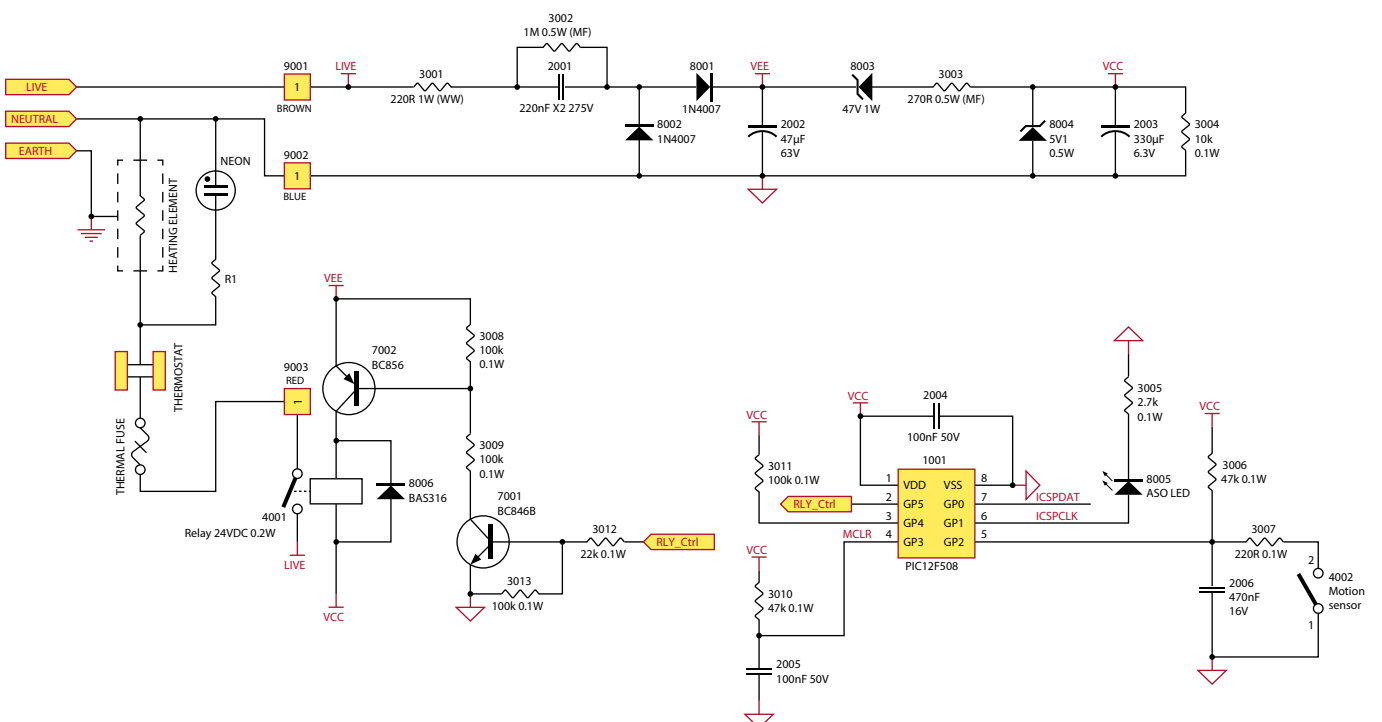 3002
1M 0.5W (MF)
LIVE
9001
1
BROWN
LIVE
3001
220R 1W (WW)
2001
220nF X2 275V
8001
1N4007
VEE
8003
47V 1W
3003
270R 0.5W (MF)
VCC
NEUTRAL
EARTH
8002
1N4007
2002
47µF
63V
8004
5V1
0.5W
2003
330µF
6.3V
3004
10k
0.1W
NEON
9002
1
BLUE
HEATING ELEMENT
R1
THERMOSTAT
THERMAL FUSE
9003
RED
1
VEE
7002
BC856
3008
100k
0.1W
3009
100k
0.1W
8006
BAS316
4001
Relay 24VDC 0.2W
LIVE
VCC
7001
BC846B
3012
22k 0.1W
RLY_Ctrl
3013
100k 0.1W
VCC
3011
100k 0.1W
RLY_Ctrl
MCLR
VCC
3010
47k 0.1W
2005
100nF 50V
VCC
2004
100nF 50V
1001
1 VDD VSS 8
2 GP5 GP0 7
3 GP4 GP1 6
4 GP3 GP2 5
PIC12F508
ICSPDAT
ICSPCLK
3005
2.7k
0.1W
8005
ASO LED
VCC
3006
47k 0.1W
3007
220R 0.1W
2006
470nF
16V
2
4002
Motion
sensor
1